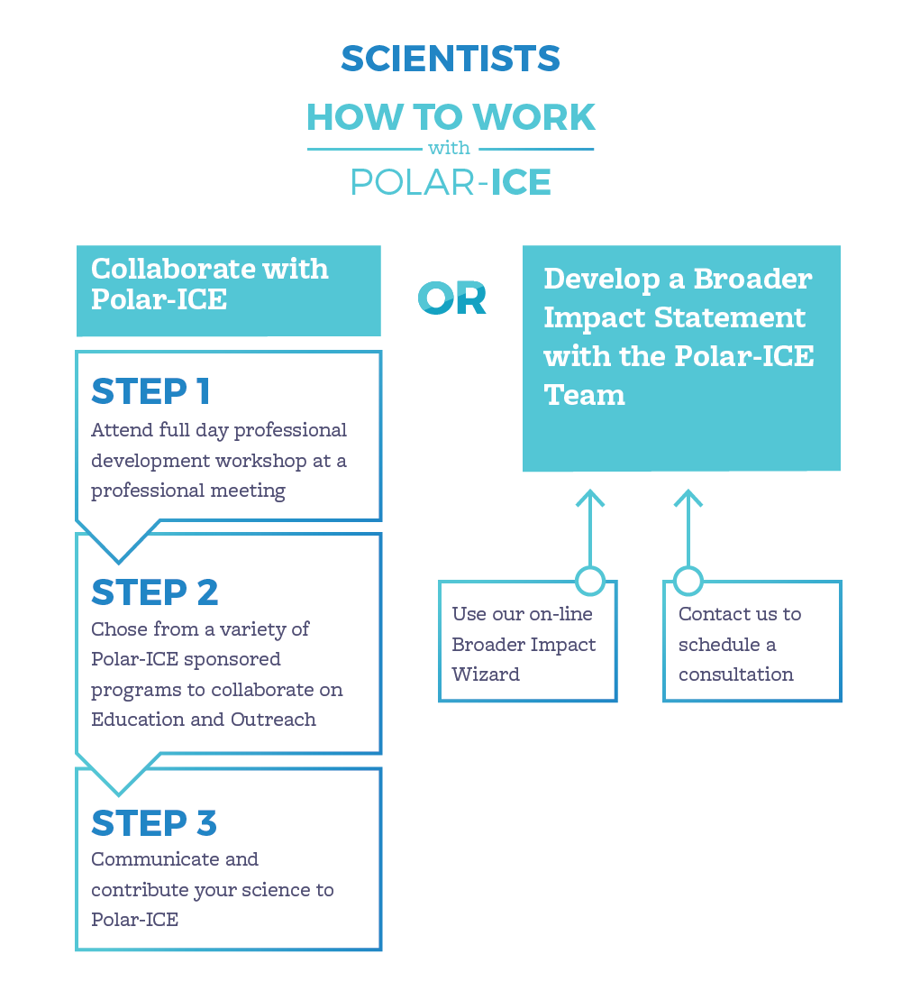 SCIENTISTS
HOW TO WORK
with
POLAR-ICE
Collaborate with
Polar-ICE
STEP 1
Attend full day professional
development workshop at a
professional meeting
STEP 2
Chose from a variety of
Polar-ICE sponsored
programs to collaborate on
Education and Outreach
STEP 3
Communicate and
contribute your science to
Polar-ICE
OR
Develop a Broader
Impact Statement
with the Polar-ICE
Team
Use our on-line
Broader Impact
Wizard
Contact us to
schedule a
consultation